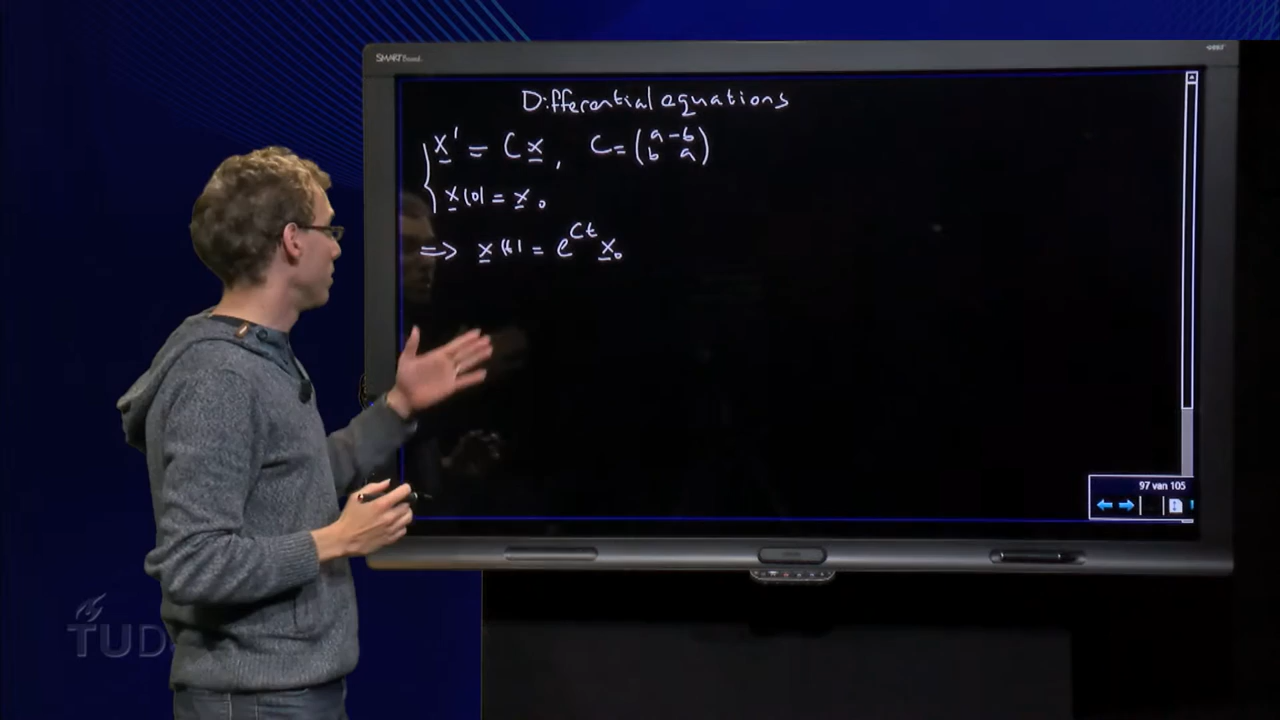 SMART Board
Differential equations
x' = Cx, C = (a -b
b a)
x(0) = x₀
=> x(t) = e^{Ct} x₀
97 van 105
TUD